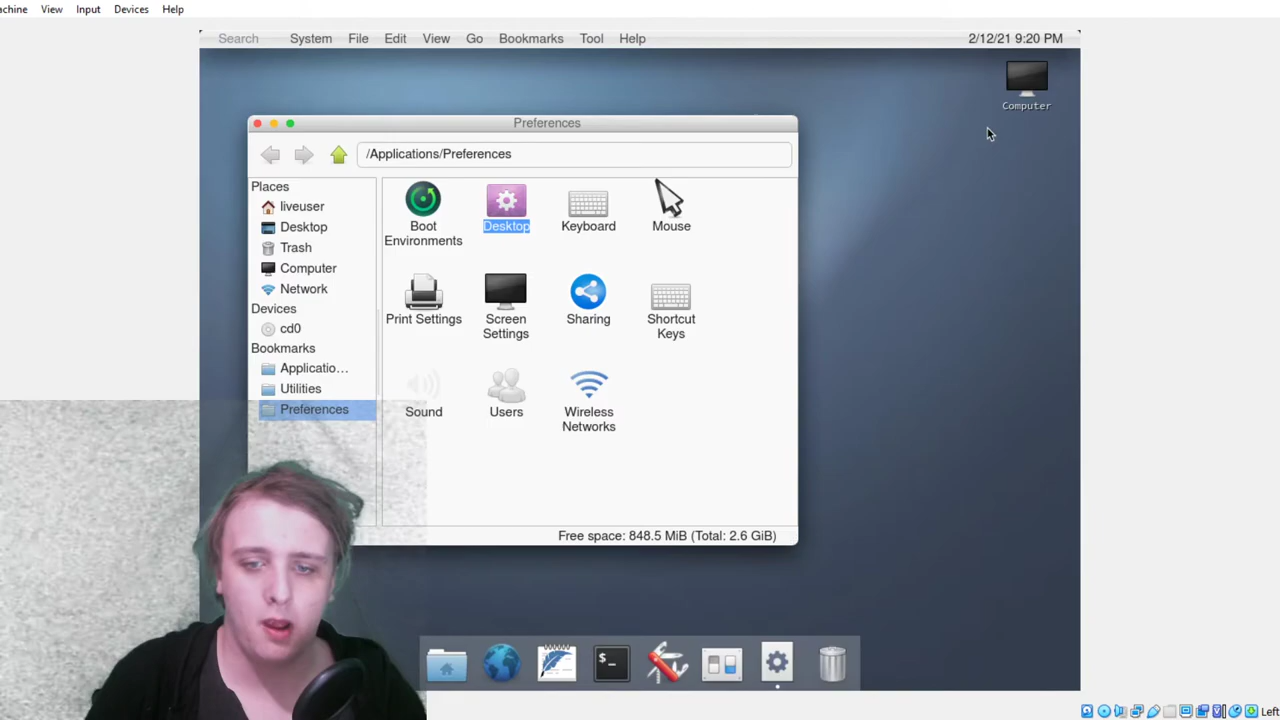 achine View Input Devices Help
Search System File Edit View Go Bookmarks Tool Help 2/12/21 9:20 PM
Computer
Preferences
/Applications/Preferences
Places
liveuser
Desktop
Trash
Computer
Network
Devices
cd0
Bookmarks
Applicatio...
Utilities
Preferences
Boot Environments
Desktop
Keyboard
Mouse
Print Settings
Screen Settings
Sharing
Shortcut Keys
Sound
Users
Wireless Networks
Free space: 848.5 MiB (Total: 2.6 GiB)
$_
Left